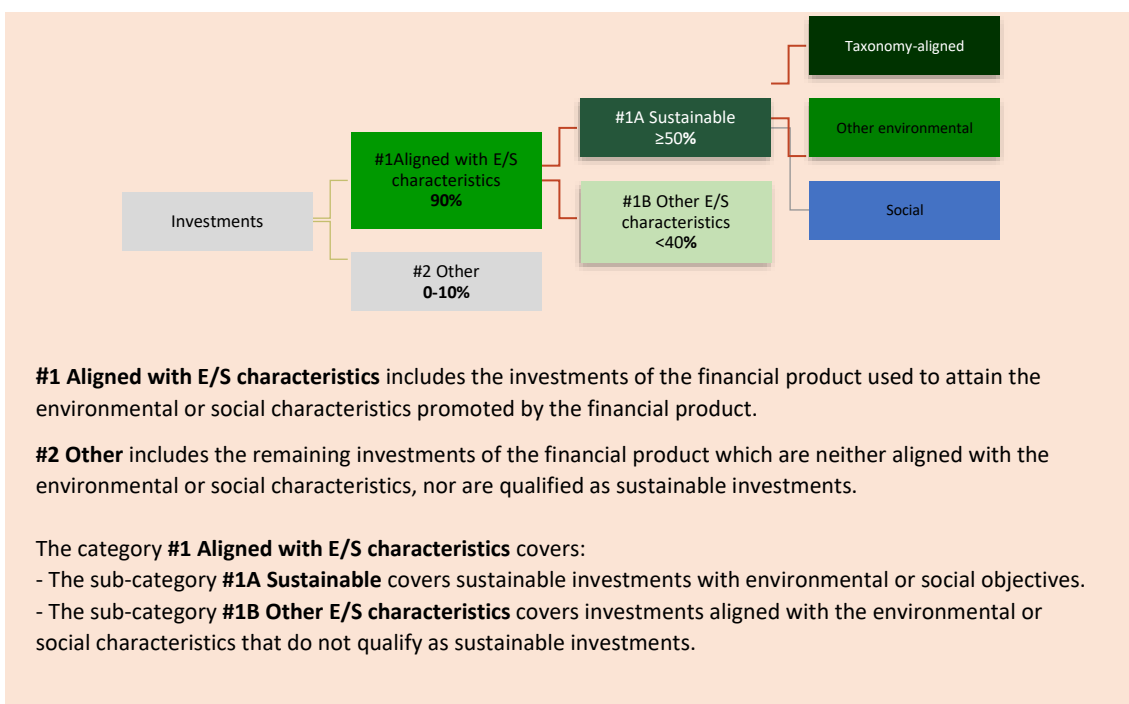 Taxonomy-aligned
#1A Sustainable
≥50%
Other environmental
#1Aligned with E/S
characteristics
90%
#1B Other E/S
characteristics
<40%
Investments
Social
#2 Other
0-10%
#1 Aligned with E/S characteristics includes the investments of the financial product used to attain the
environmental or social characteristics promoted by the financial product.
#2 Other includes the remaining investments of the financial product which are neither aligned with the
environmental or social characteristics, nor are qualified as sustainable investments.
The category #1 Aligned with E/S characteristics covers:
- The sub-category #1A Sustainable covers sustainable investments with environmental or social objectives.
- The sub-category #1B Other E/S characteristics covers investments aligned with the environmental or
social characteristics that do not qualify as sustainable investments.